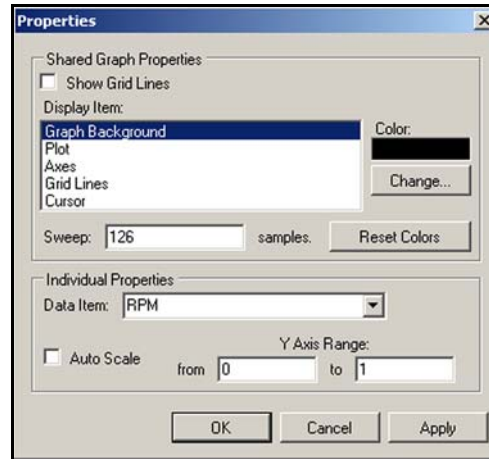 Properties
Shared Graph Properties
Show Grid Lines
Display Item:
Graph Background
Plot
Axes
Grid Lines
Cursor
Color:
Change...
Sweep: 126 samples. Reset Colors
Individual Properties
Data Item: RPM
Auto Scale
Y Axis Range:
from 0 to 1
OK Cancel Apply